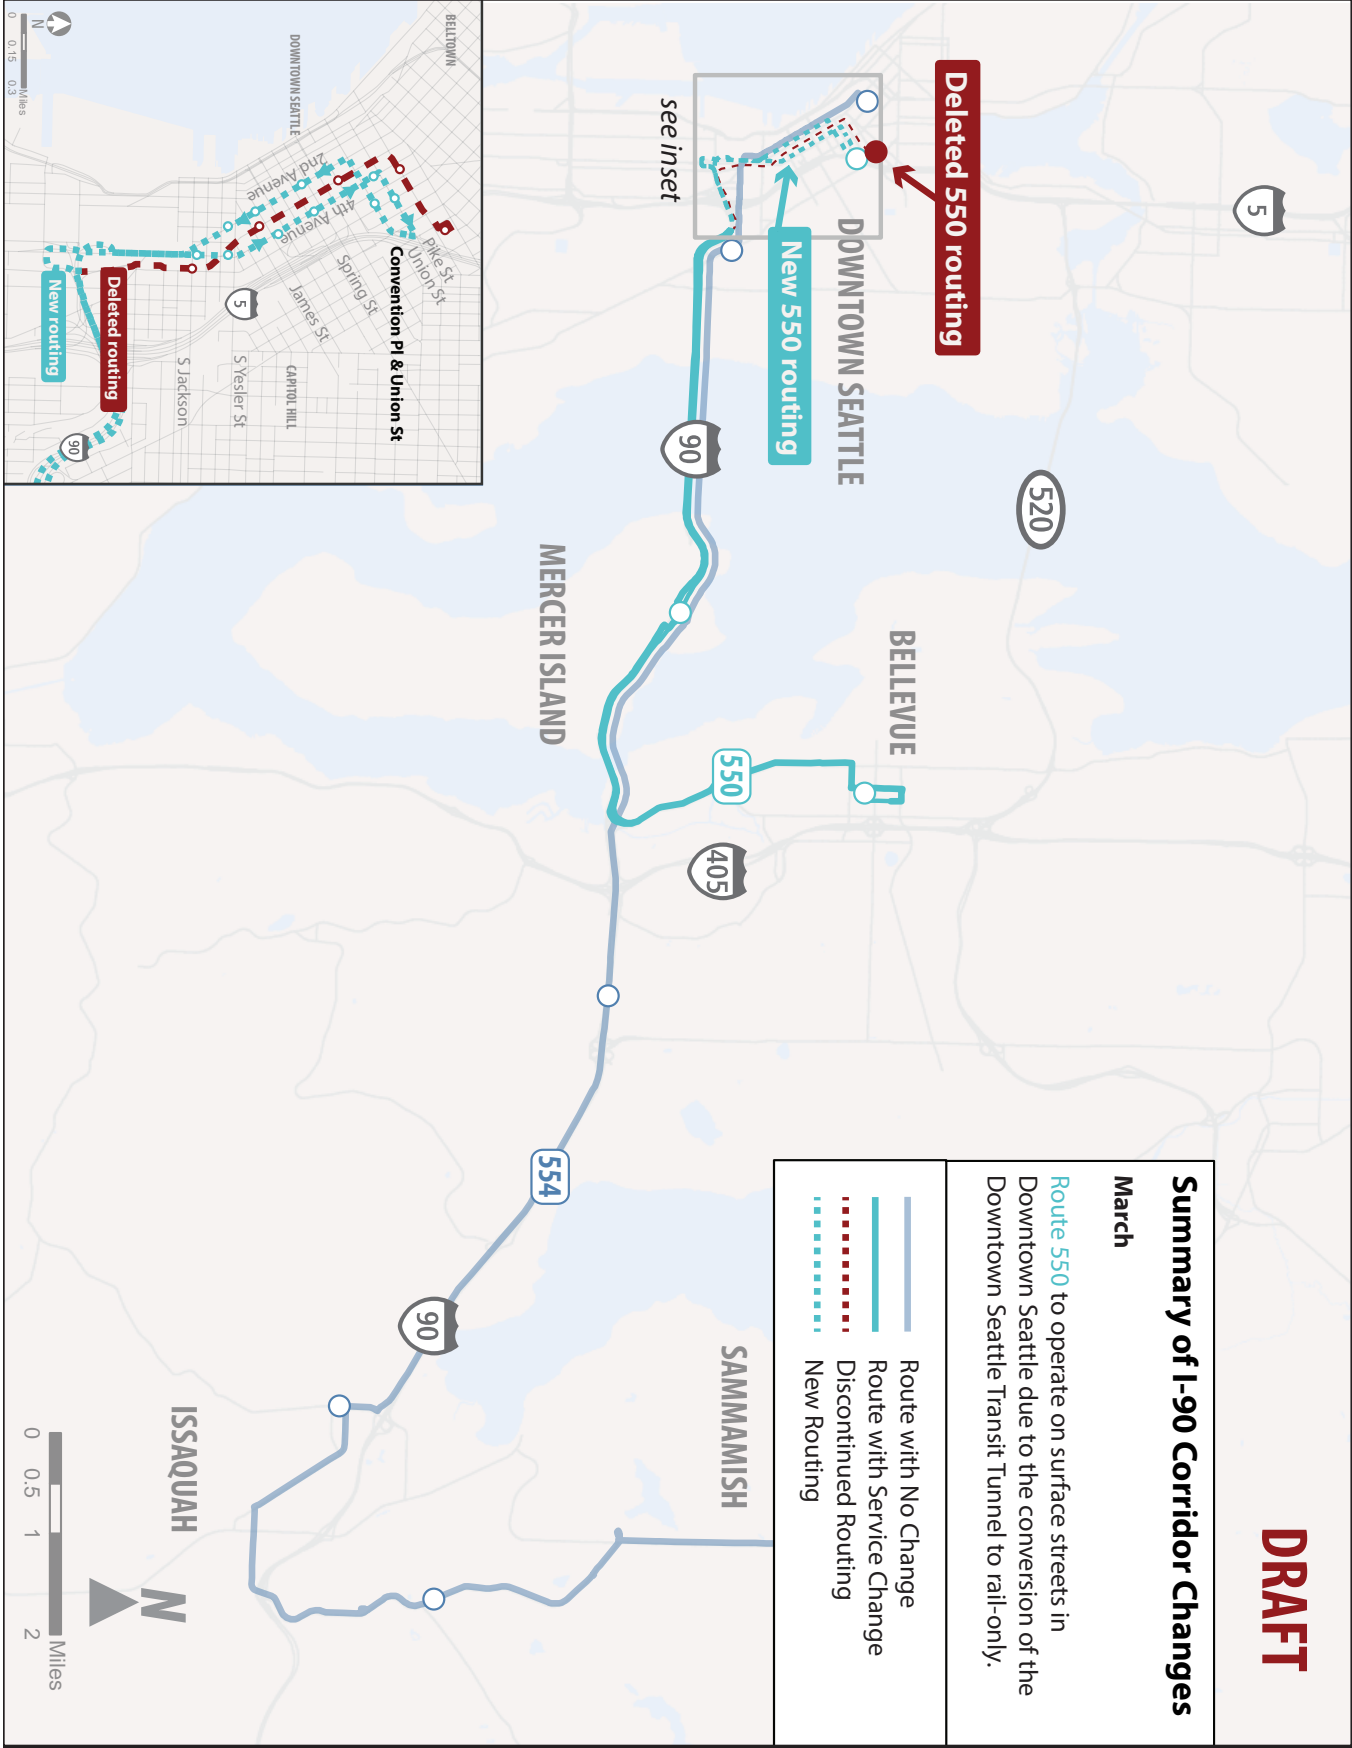 DRAFT
Summary of I-90 Corridor Changes
March
Route 550 to operate on surface streets in
Downtown Seattle due to the conversion of the
Downtown Seattle Transit Tunnel to rail-only.
Route with No Change
Route with Service Change
Discontinued Routing
New Routing
5
520
Deleted 550 routing
DOWNTOWN SEATTLE
New 550 routing
see inset
90
BELLEVUE
550
405
MERCER ISLAND
554
90
SAMMAMISH
ISSAQUAH
N
0 0.5 1 2
Miles
BELLTOWN
DOWNTOWN SEATTLE
2nd Avenue
4th Avenue
Pike St
Union St
Convention Pl & Union St
Spring St
James St
5
CAPITOL HILL
S Yesler St
S Jackson
Deleted routing
New routing
90
N
0 0.15 0.3
Miles